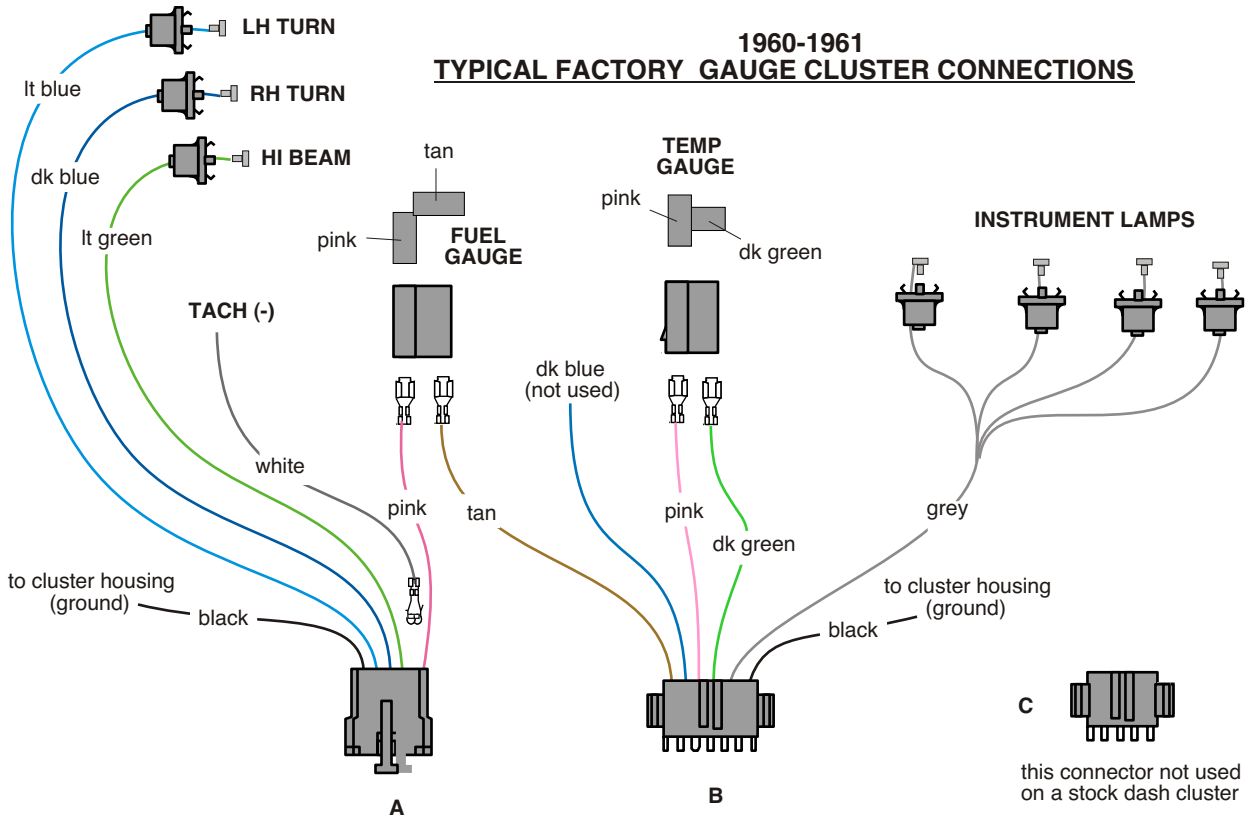 1960-1961
TYPICAL FACTORY GAUGE CLUSTER CONNECTIONS
LH TURN
lt blue
RH TURN
dk blue
HI BEAM
lt green
tan
pink
FUEL
GAUGE
TEMP
GAUGE
pink
dk green
INSTRUMENT LAMPS
TACH (-)
dk blue
(not used)
white
pink
tan
pink
dk green
grey
to cluster housing
(ground)
black
to cluster housing
(ground)
black
A
B
C
this connector not used
on a stock dash cluster